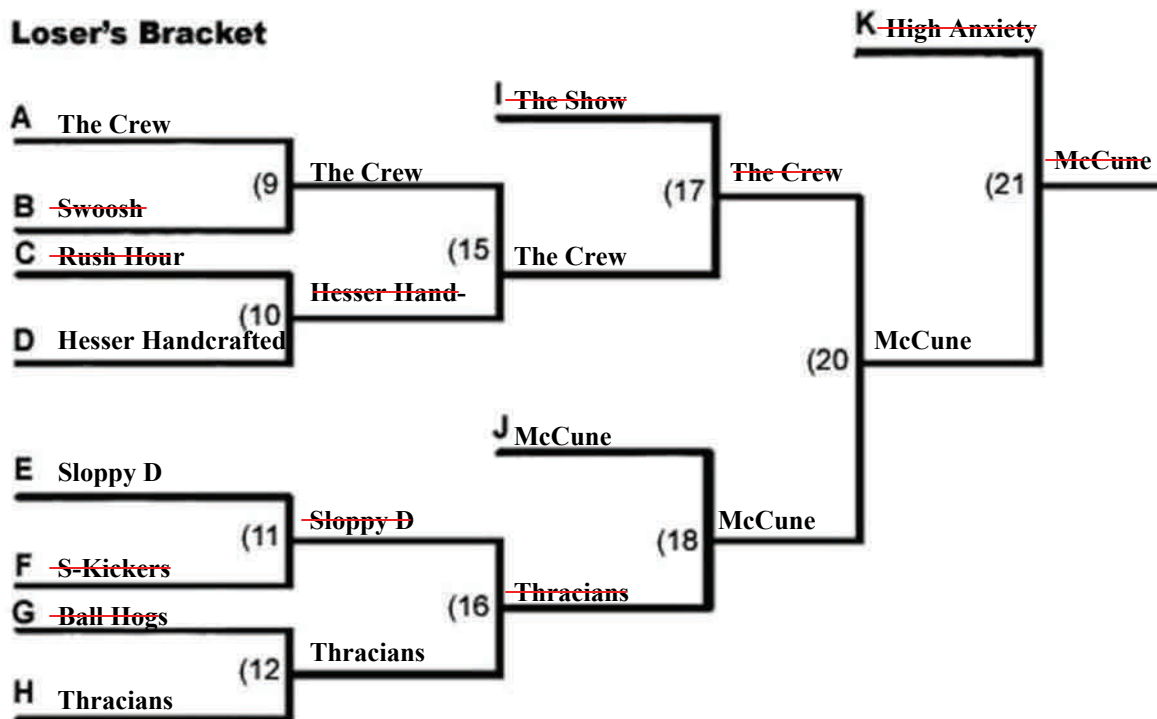 Loser's Bracket
K High Anxiety
I The Show
A The Crew
McCune
The Crew
The Crew
(9
(17
(21
B Swoosh
C Rush Hour
(15
The Crew
Hesser Hand-
(10
D Hesser Handcrafted
(20
McCune
J McCune
E Sloppy D
Sloppy D
McCune
(11
(18
F S-Kickers
Thracians
G Ball Hogs
(16
Thracians
(12
H Thracians